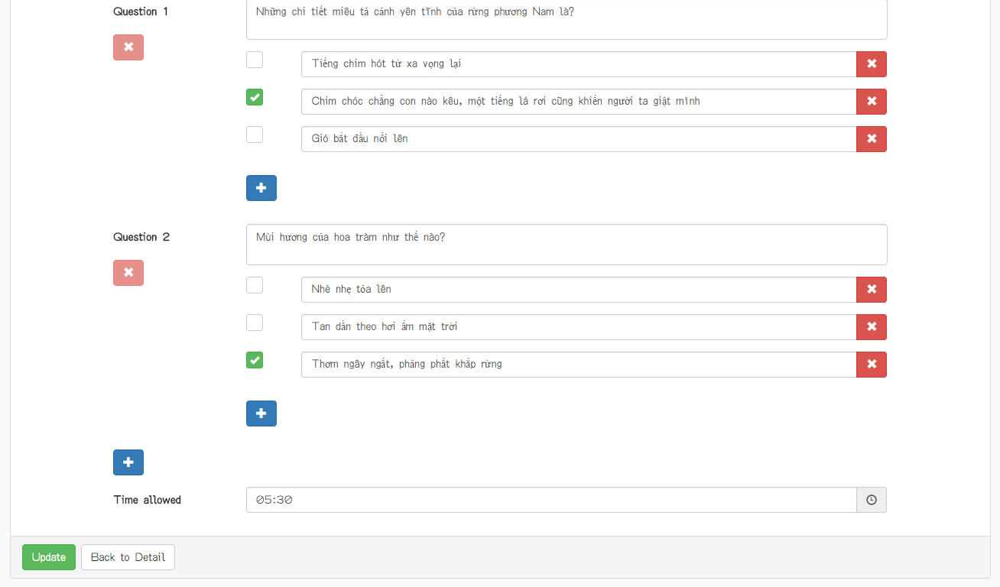 Question 1
Những chi tiết miêu tả cảnh yên tĩnh của rừng phương Nam là?
Tiếng chim hót từ xa vọng lại
Chim chóc chẳng con nào kêu, một tiếng lá rơi cũng khiến người ta giật mình
Gió bắt đầu nổi lên
Question 2
Mùi hương của hoa tràm như thế nào?
Nhè nhẹ tỏa lên
Tan dần theo hơi ấm mặt trời
Thơm ngây ngất, phảng phất khắp rừng
Time allowed
05:30
Update
Back to Detail